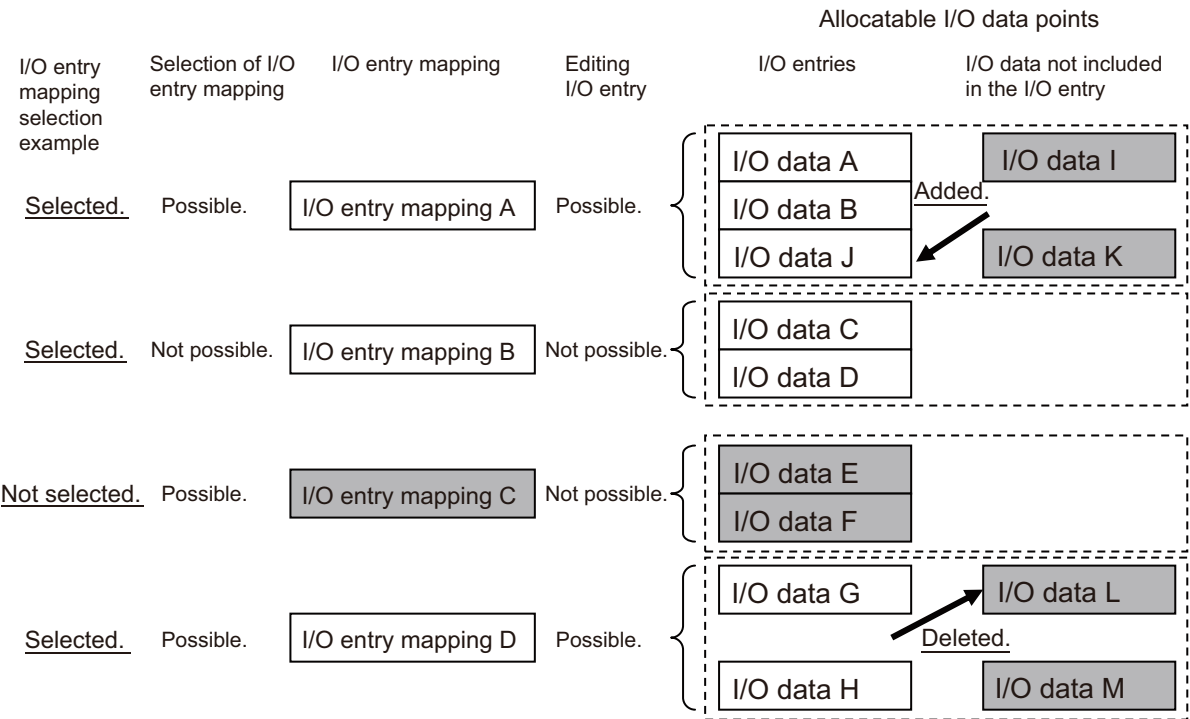 Allocatable I/O data points
I/O entry
mapping
selection
example
Selection of I/O
entry mapping
I/O entry mapping
Editing
I/O entry
I/O entries
I/O data not included
in the I/O entry
Selected.
Possible.
I/O entry mapping A
Possible.
I/O data A
I/O data B
I/O data J
Added.
I/O data I
I/O data K
Selected.
Not possible.
I/O entry mapping B
Not possible.
I/O data C
I/O data D
Not selected.
Possible.
I/O entry mapping C
Not possible.
I/O data E
I/O data F
Selected.
Possible.
I/O entry mapping D
Possible.
I/O data G
I/O data H
Deleted.
I/O data L
I/O data M